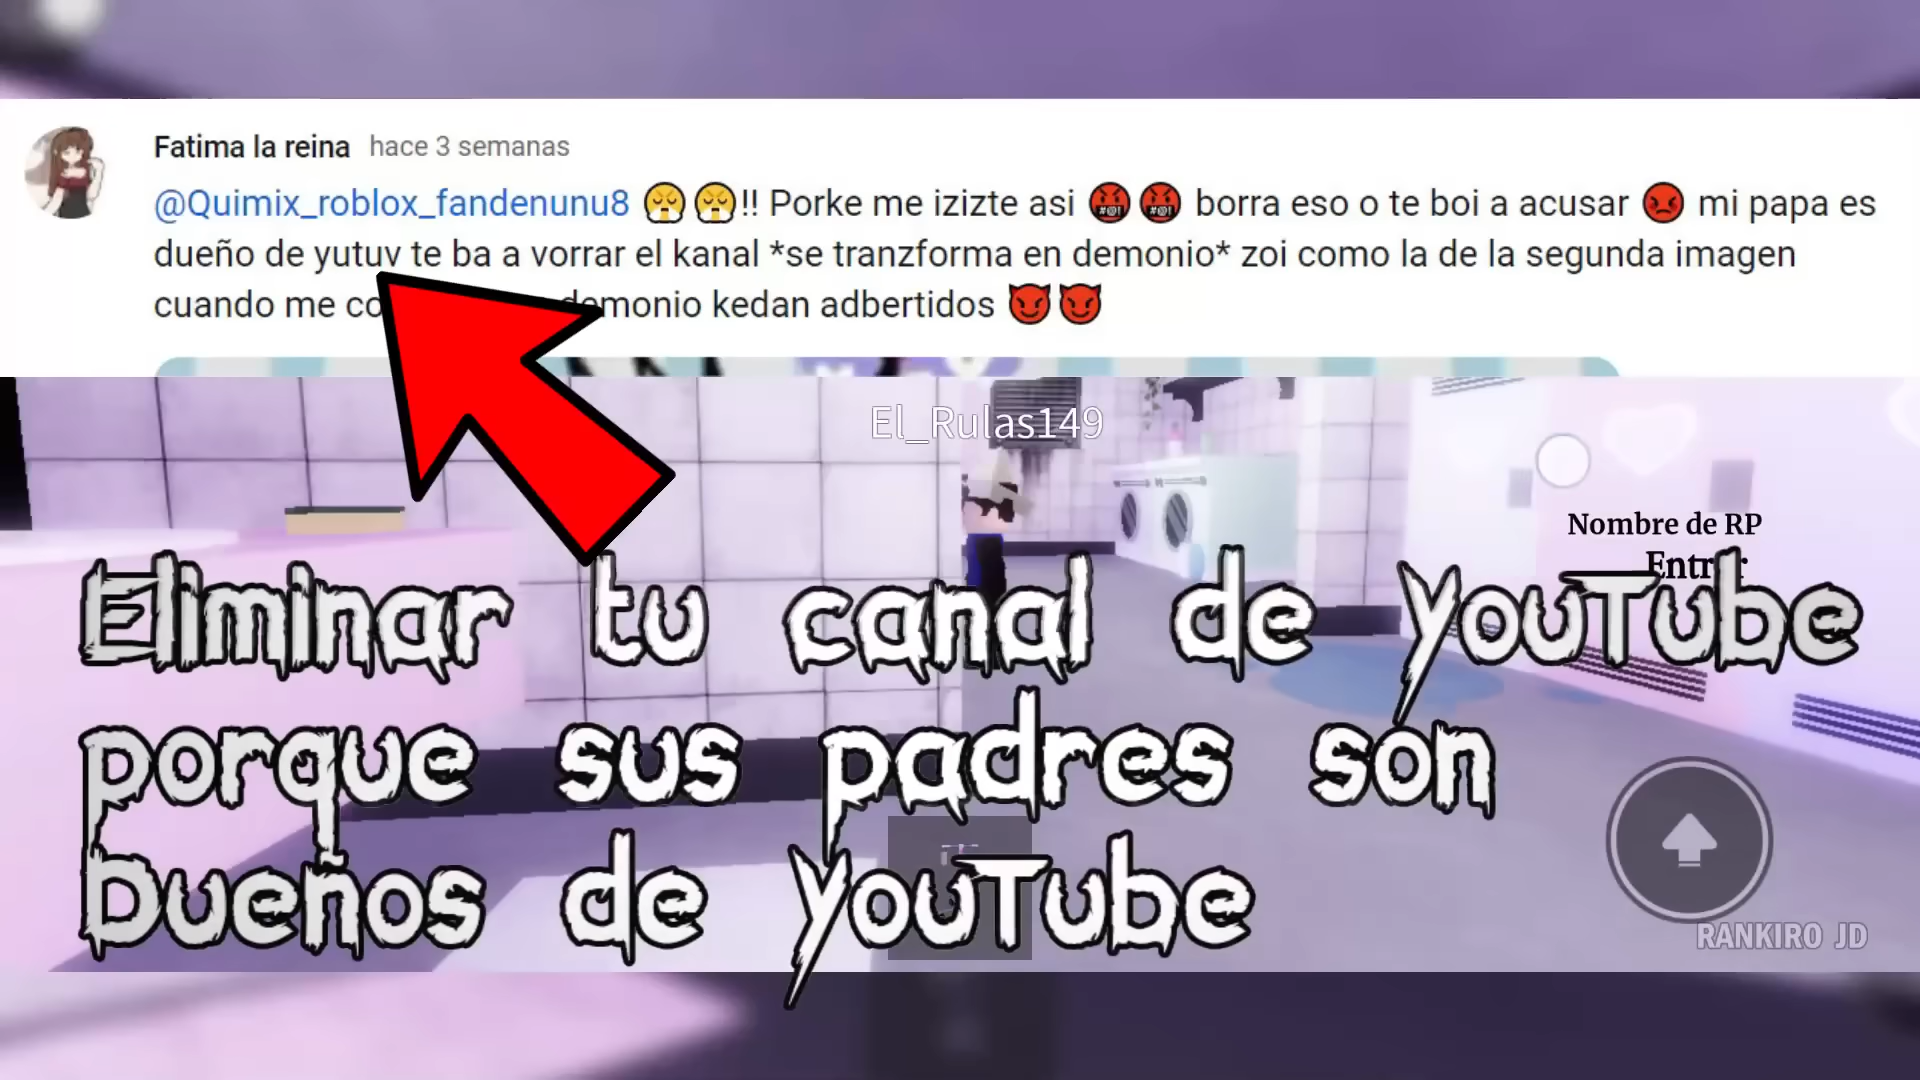 Fatima la reina hace 3 semanas
@Quimix_roblox_fandenunu8 😤😤!! Porke me izizte asi 🤬🤬 borra eso o te boi a acusar 😡 mi papa es
dueño de yutuv te ba a vorrar el kanal *se tranzforma en demonio* zoi como la de la segunda imagen
cuando me demonio kedan adbertidos 😈😈
El_Rulas149
Nombre de RP
Entrar
Eliminar tu canal de YouTube
porque sus padres son
Dueños de YouTube
RANKIRO JD